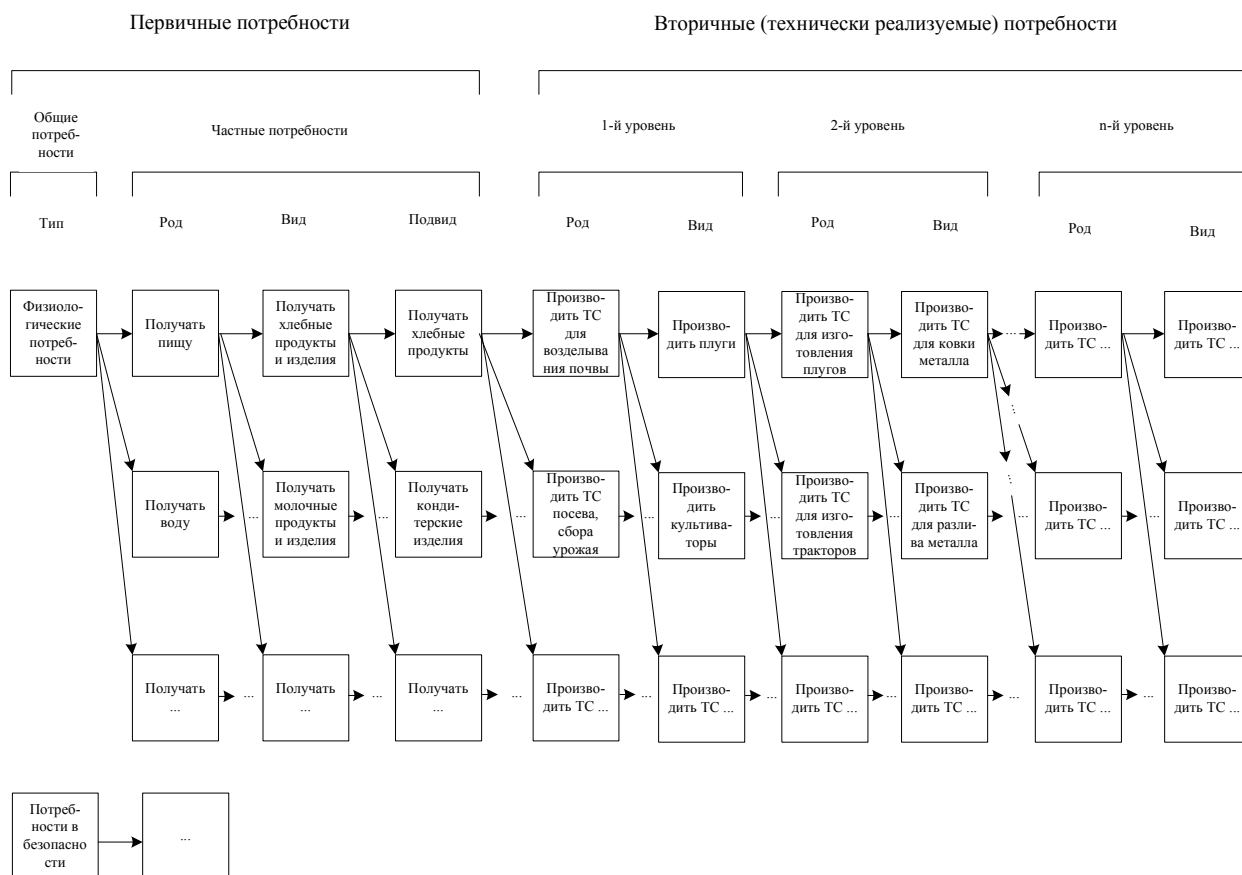 Первичные потребности
Вторичные (технически реализуемые) потребности
Общие
потреб-
ности
Частные потребности
1-й уровень
2-й уровень
n-й уровень
Тип
Род
Вид
Подвид
Род
Вид
Род
Вид
Род
Вид
Физиоло-
гические
потреб-
ности
Получать
пищу
Получать
хлебные
продукты
и изделия
Получать
хлебные
продукты
Произво-
дить ТС
для
возделыва
ния почвы
Произво-
дить плуги
Произво-
дить ТС
для изго-
товления
плугов
Произво-
дить ТС
для ковки
металла
...
Произво-
дить ТС ...
Произво-
дить ТС ...
...
...
Получать
воду
...
Получать
молочные
продукты
и изделия
...
Получать
конди-
терские
изделия
...
Произво-
дить ТС
посева,
сбора
урожая
...
Произво-
дить
культива-
торы
...
Произво-
дить ТС
для изго-
товления
тракторов
...
Произво-
дить ТС
для разли-
ва металла
...
Произво-
дить ТС ...
...
Произво-
дить ТС ...
Получать
...
...
Получать
...
...
Получать
...
...
Произво-
дить ТС ...
...
Произво-
дить ТС ...
...
Произво-
дить ТС ...
...
Произво-
дить ТС ...
...
Произво-
дить ТС ...
...
Произво-
дить ТС ...
Потреб-
ности в
безопасно
сти
...